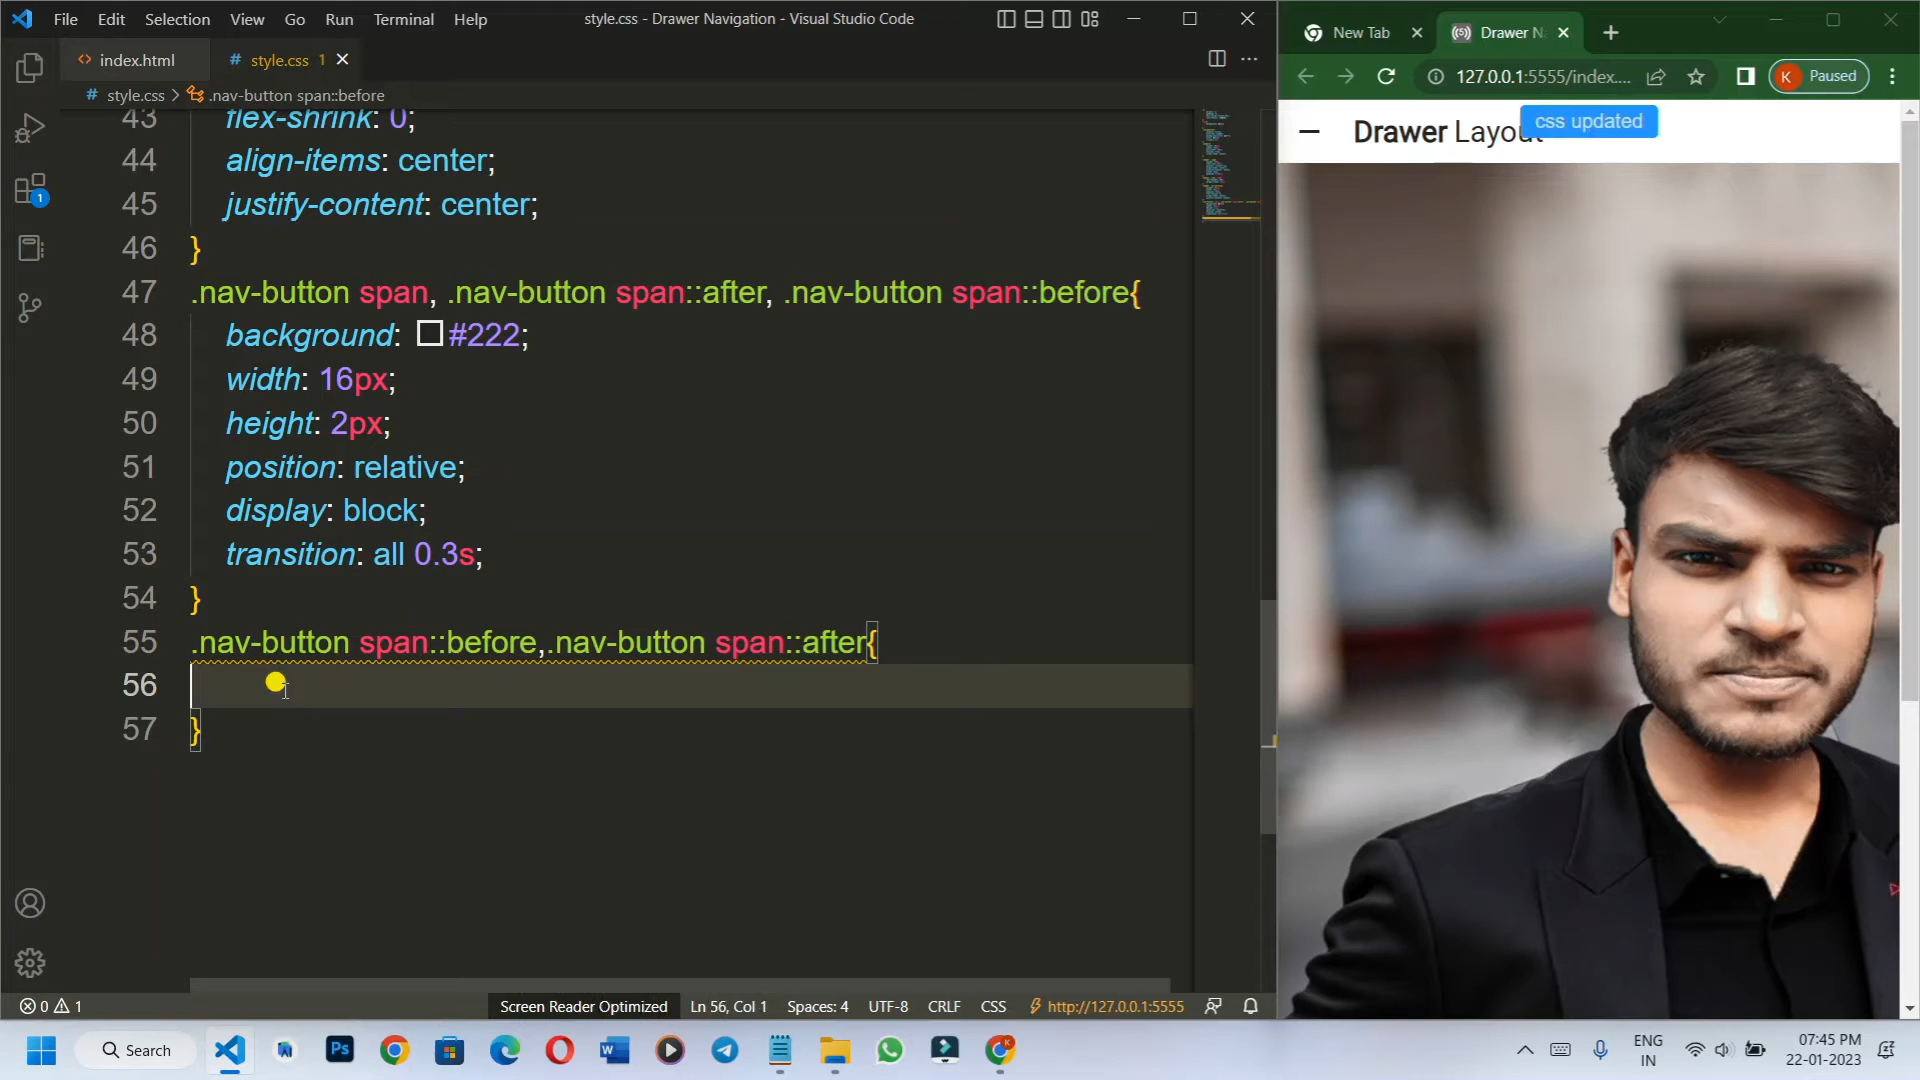 File Edit Selection View Go Run Terminal Help
style.css - Drawer Navigation - Visual Studio Code
index.html
style.css 1
style.css > .nav-button span::before
43 flex-shrink: 0;
44 align-items: center;
45 justify-content: center;
46 }
47 .nav-button span, .nav-button span::after, .nav-button span::before{
48 background: #222;
49 width: 16px;
50 height: 2px;
51 position: relative;
52 display: block;
53 transition: all 0.3s;
54 }
55 .nav-button span::before,.nav-button span::after{
56
57 }
1
0 1
Screen Reader Optimized
Ln 56, Col 1
Spaces: 4
UTF-8
CRLF
CSS
http://127.0.0.1:5555
New Tab
Drawer N
127.0.0.1:5555/index....
K Paused
Drawer Layout
css updated
Search
Ps
W
K
ENG
IN
07:45 PM
22-01-2023